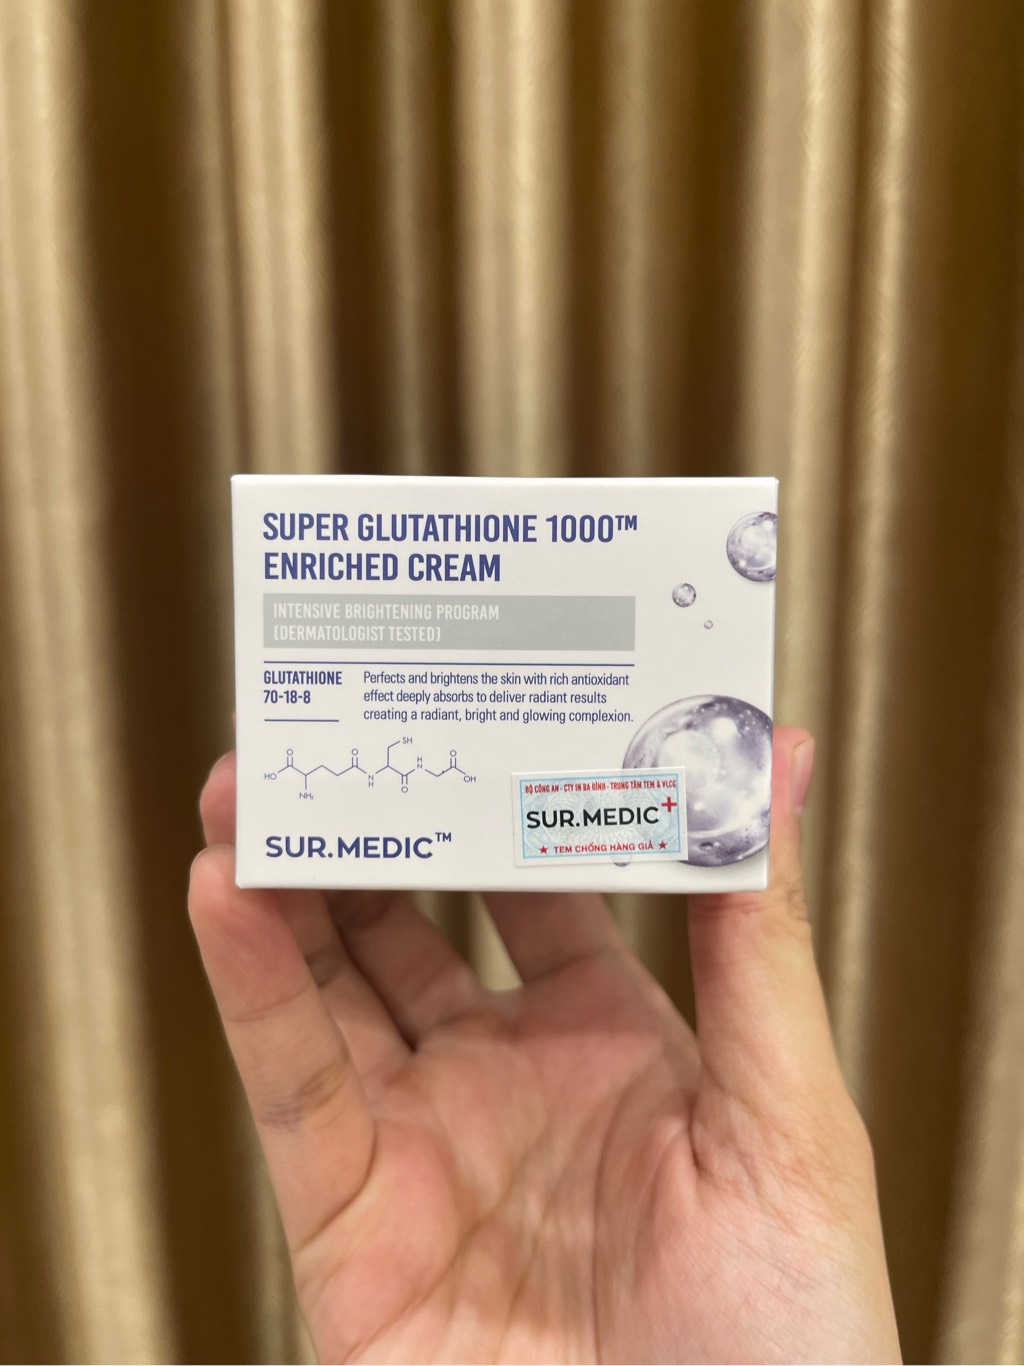 SUPER GLUTATHIONE 1000™
ENRICHED CREAM
INTENSIVE BRIGHTENING PROGRAM
[DERMATOLOGIST TESTED]
GLUTATHIONE
70-18-8
Perfects and brightens the skin with rich antioxidant
effect deeply absorbs to deliver radiant results
creating a radiant, bright and glowing complexion.
SH
O
O
H
N
O
HO
N
H
O
OH
NH₂
SUR.MEDIC™
BỘ CÔNG AN - CTY IN BA ĐÌNH - TRUNG TÂM TEM & VLCG
SUR.MEDIC+
★ TEM CHỐNG HÀNG GIẢ ★